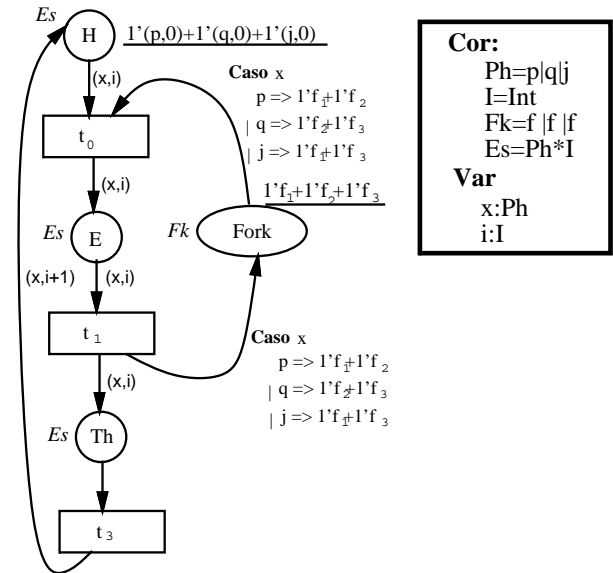 Es
H
1'(p,0)+1'(q,0)+1'(j,0)
(x,i)
Caso x
p => 1'f1+1'f2
| q => 1'f2+1'f3
| j => 1'f1+1'f3
t0
(x,i)
1'f1+1'f2+1'f3
Es
E
Fk
Fork
(x,i+1)
(x,i)
t1
(x,i)
Caso x
p => 1'f1+1'f2
| q => 1'f2+1'f3
| j => 1'f1+1'f3
Es
Th
t3
Cor:
Ph=p|q|j
I=Int
Fk=f |f |f
Es=Ph*I
Var
x:Ph
i:I